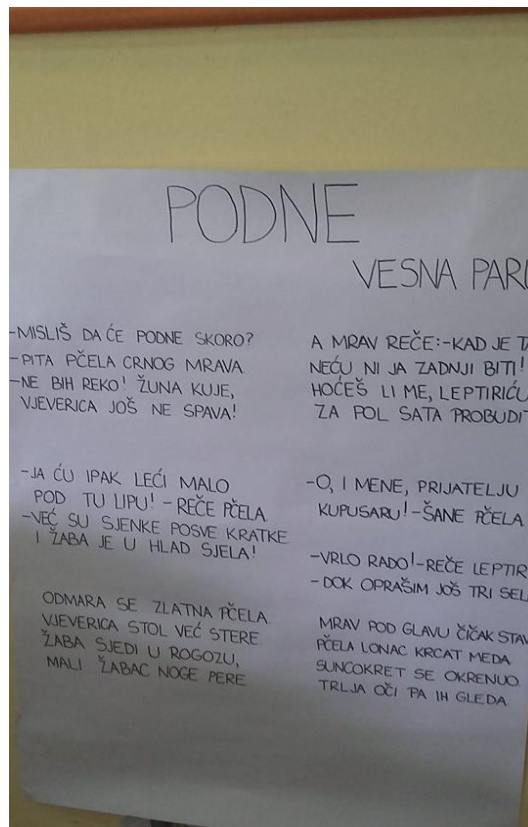 PODNE
VESNA
-MISLIŠ DA ĆE PODNE SKORO?
-PITA PČELA CRNOG MRAVA
-NE BIH REKO! ŽUNA KUJE,
VJEVERICA JOŠ NE SPAVA!
-JA ĆU IPAK LEĆI MALO
POD TU LIPU! -REČE PČELA
-VEĆ SU SJENKE POSVE KRATKE
I ŽABA JE U HLAD SJELA!
ODMARA SE ZLATNA PČELA
VJEVERICA STOL VEĆ STERE
ŽABA SJEDI U ROGOZU,
MALI ŽABAC NOGE PERE
A MRAV REČE:-KAD JE
NEĆU NI JA ZADNJI BITI!
HOĆEŠ LI ME,
ZA POL SATA
-O, I MENE, PRIJATELJU
KUPUSARU!-ŠANE PČELA
-VRLO RADO!-REČE LEPTIR
-DOK OPRAŠIM JOŠ TRI
MRAV POD GLAVU ČIČAK
PČELA LONAC KRCAT MEDA
SUNCOKRET SE OKRENUO
TRLJA OČI PA IH GLEDA